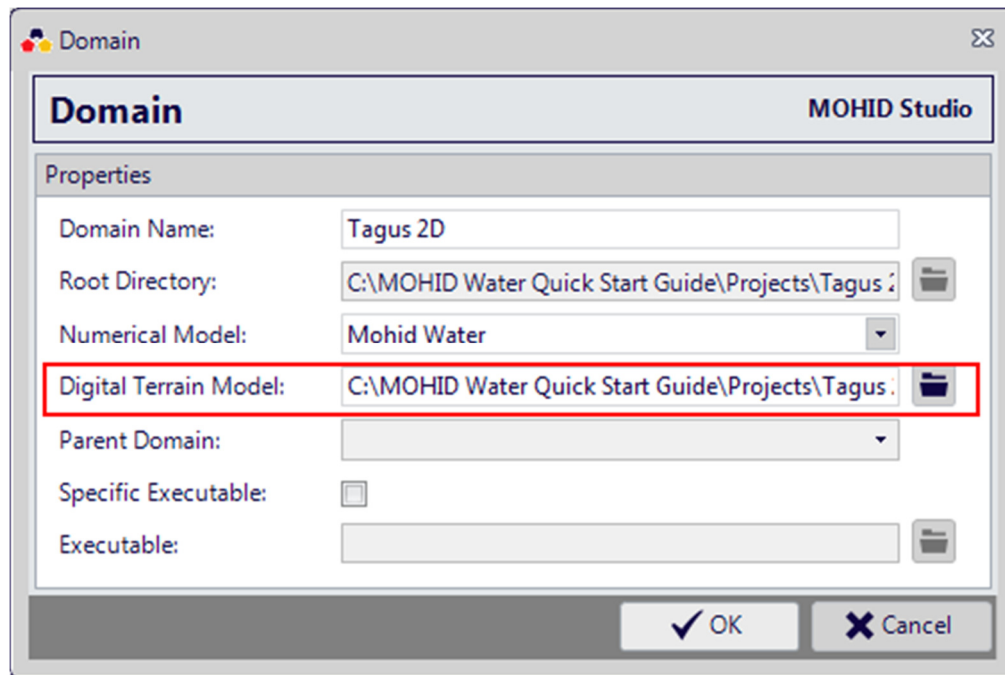 Domain
Domain MOHID Studio
Properties
Domain Name: Tagus 2D
Root Directory: C:\MOHID Water Quick Start Guide\Projects\Tagus
Numerical Model: Mohid Water
Digital Terrain Model: C:\MOHID Water Quick Start Guide\Projects\Tagus
Parent Domain:
Specific Executable:
Executable:
OK Cancel